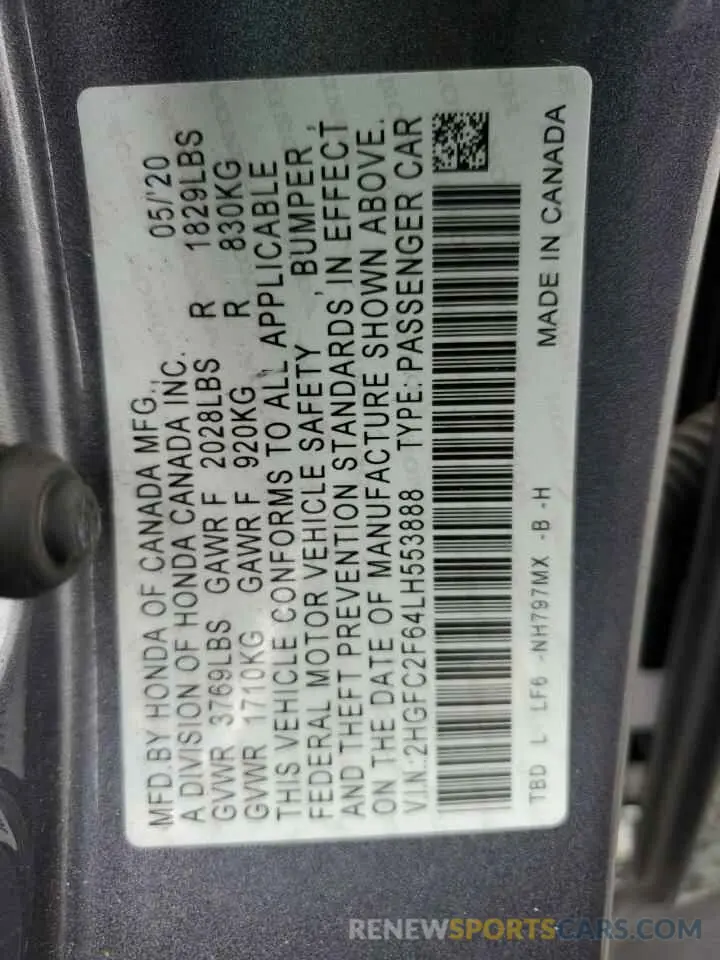 MFD.BY HONDA OF CANADA MFG., 05/'20
A DIVISION OF HONDA CANADA INC.
GVWR 3769LBS GAWR F 2028LBS R 1829LBS
GVWR 1710KG GAWR F 920KG R 830KG
THIS VEHICLE CONFORMS TO ALL APPLICABLE
FEDERAL MOTOR VEHICLE SAFETY , BUMPER ,
AND THEFT PREVENTION STANDARDS IN EFFECT
ON THE DATE OF MANUFACTURE SHOWN ABOVE.
V.I.N.:2HGFC2F64LH553888 TYPE: PASSENGER CAR
TBD L LF6 -NH797MX -B -H MADE IN CANADA
RENEWSPORTSCARS.COM